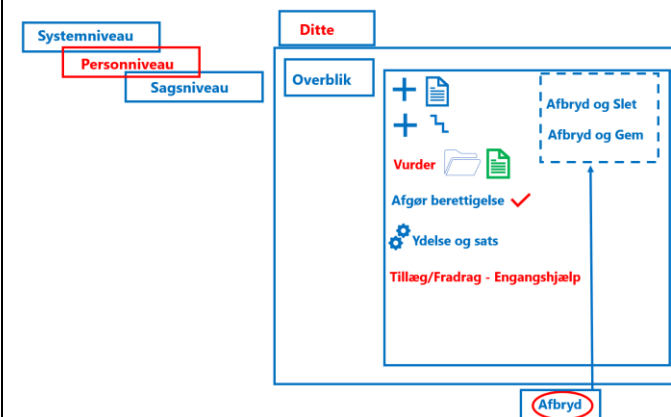 Systemniveau
Personniveau
Sagsniveau
Ditte
Overblik
Afbryd og Slet
Afbryd og Gem
Vurder
Afgør berettigelse
Ydelse og sats
Tillæg/Fradrag - Engangshjælp
Afbryd